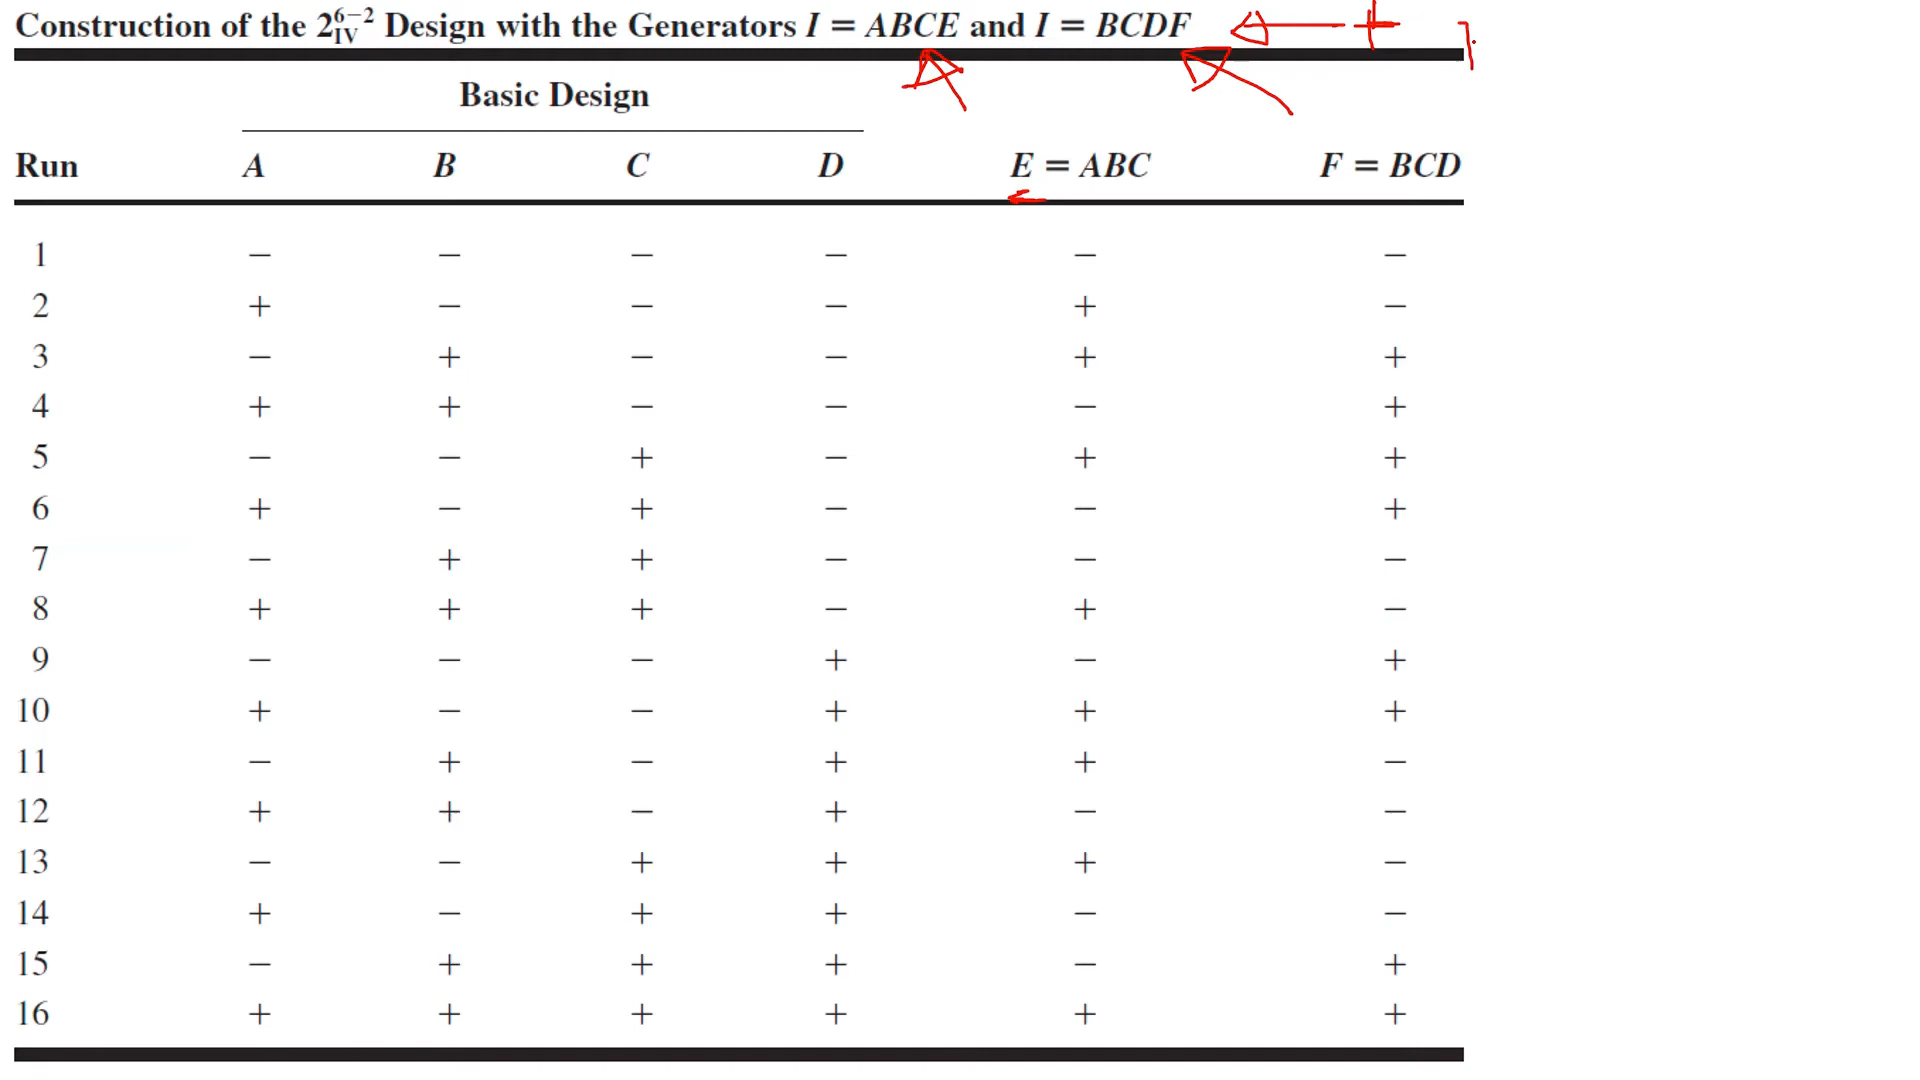 Construction of the 2^{6−2}_{IV} Design with the Generators I = ABCE and I = BCDF +
Basic Design
Run A B C D E = ABC F = BCD
1 − − − − − −
2 + − − − + −
3 − + − − + +
4 + + − − − +
5 − − + − + +
6 + − + − − +
7 − + + − − −
8 + + + − + −
9 − − − + − +
10 + − − + + +
11 − + − + + −
12 + + − + − −
13 − − + + + −
14 + − + + − −
15 − + + + − +
16 + + + + + +